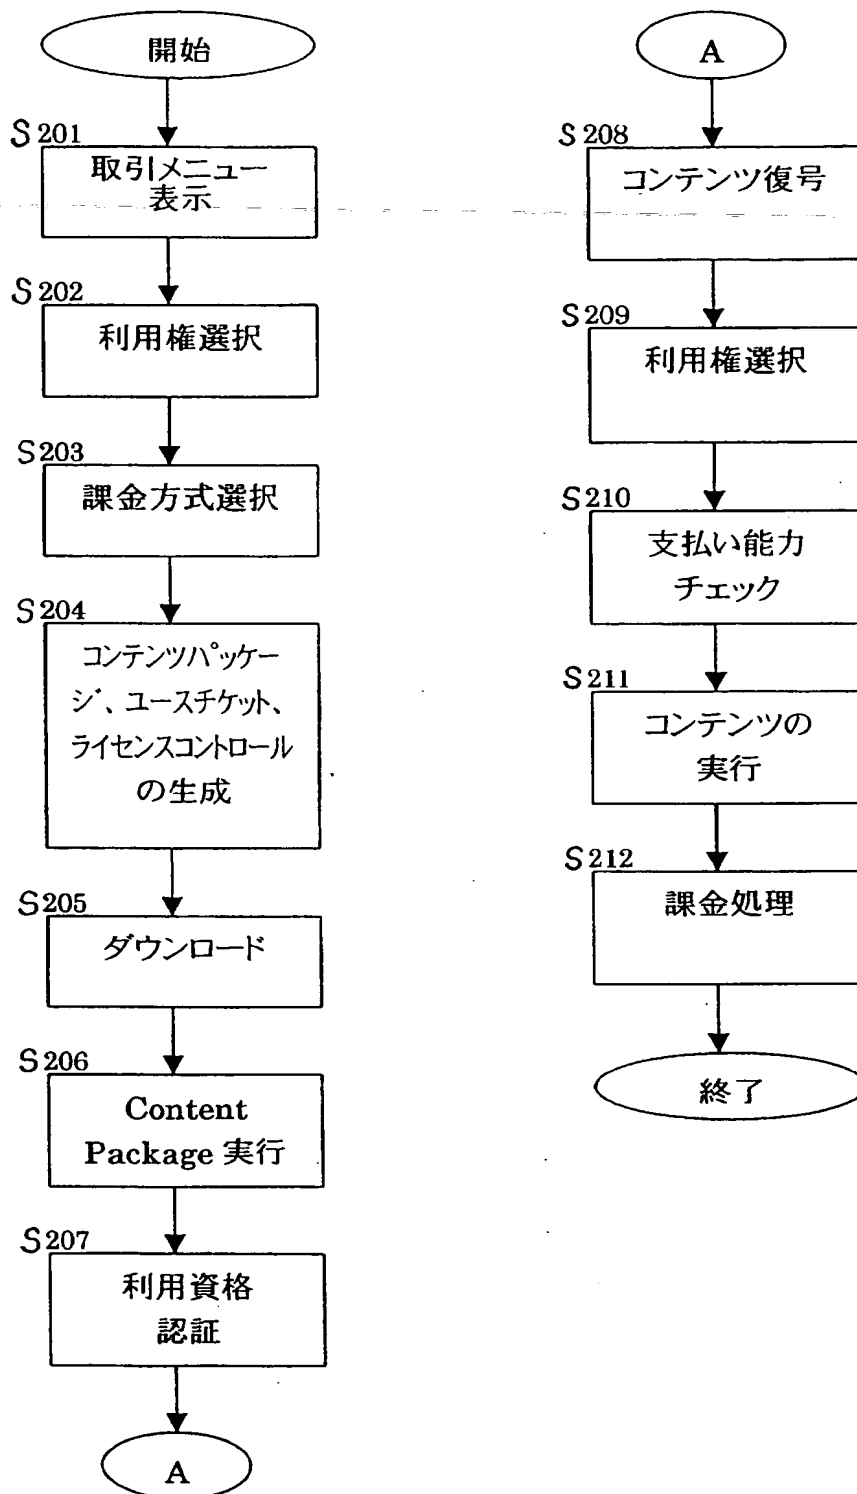 開始
S201
取引メニュー
表示
S202
利用権選択
S203
課金方式選択
S204
コンテンツパッケー
ジ、ユースチケット、
ライセンスコントロール
の生成
S205
ダウンロード
S206
Content
Package 実行
S207
利用資格
認証
A
A
S208
コンテンツ復号
S209
利用権選択
S210
支払い能力
チェック
S211
コンテンツの
実行
S212
課金処理
終了